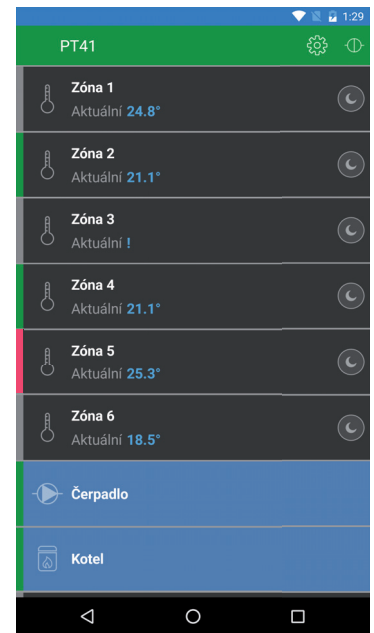 1:29
PT41
Zóna 1
Aktuální 24.8°
Zóna 2
Aktuální 21.1°
Zóna 3
Aktuální !
Zóna 4
Aktuální 21.1°
Zóna 5
Aktuální 25.3°
Zóna 6
Aktuální 18.5°
Čerpadlo
Kotel